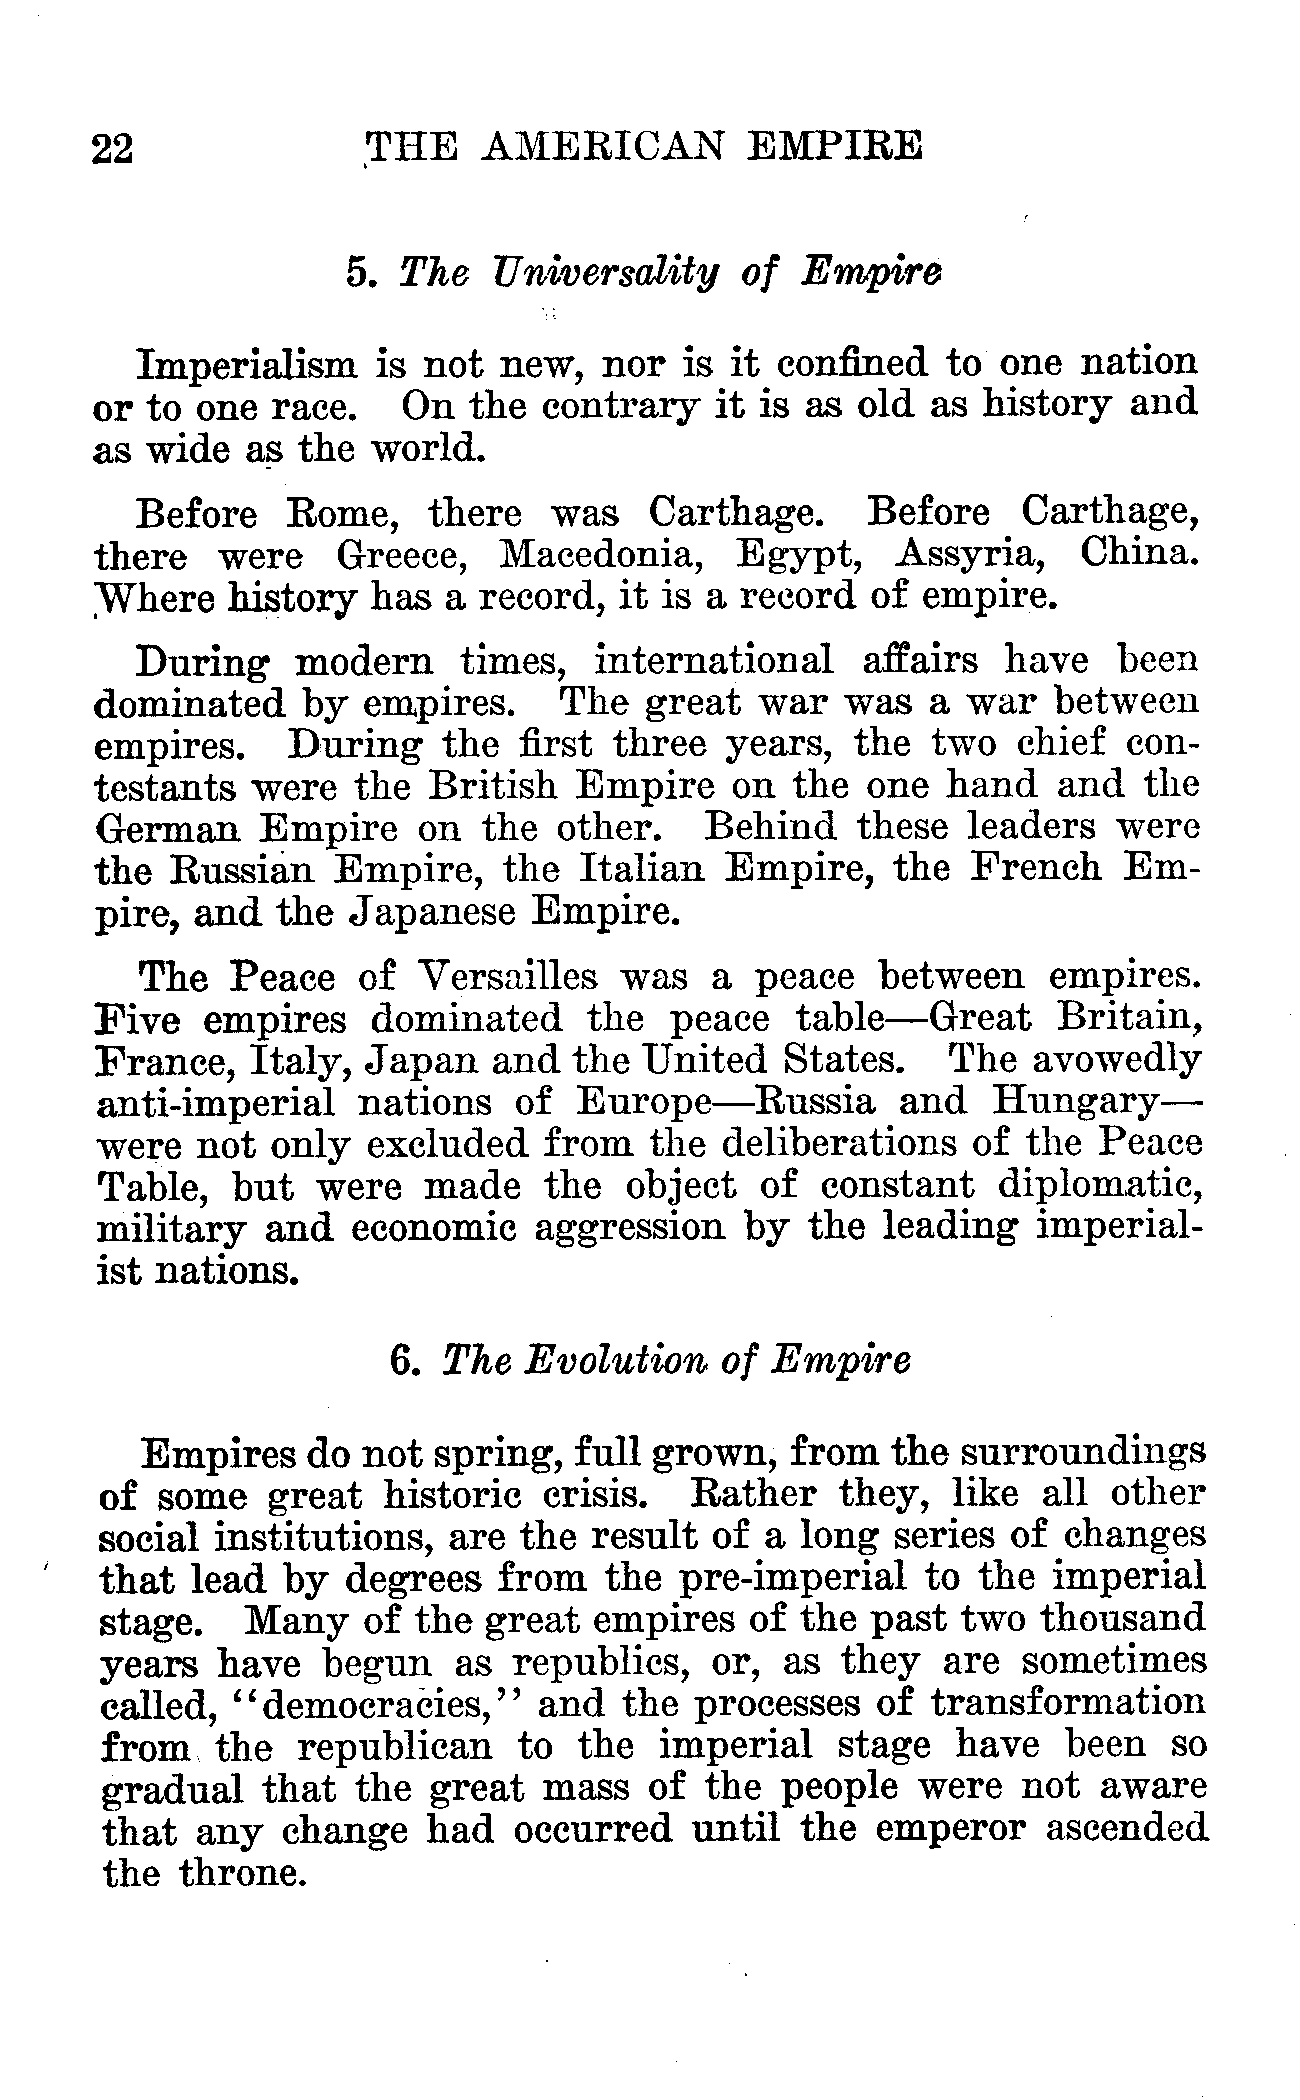 22 THE AMERICAN EMPIRE
5. The Universality of Empire
Imperialism is not new, nor is it confined to one nation
or to one race. On the contrary it is as old as history and
as wide as the world.
Before Rome, there was Carthage. Before Carthage,
there were Greece, Macedonia, Egypt, Assyria, China.
Where history has a record, it is a record of empire.
During modern times, international affairs have been
dominated by empires. The great war was a war between
empires. During the first three years, the two chief con-
testants were the British Empire on the one hand and the
German Empire on the other. Behind these leaders were
the Russian Empire, the Italian Empire, the French Em-
pire, and the Japanese Empire.
The Peace of Versailles was a peace between empires.
Five empires dominated the peace table—Great Britain,
France, Italy, Japan and the United States. The avowedly
anti-imperial nations of Europe—Russia and Hungary—
were not only excluded from the deliberations of the Peace
Table, but were made the object of constant diplomatic,
military and economic aggression by the leading imperial-
ist nations.
6. The Evolution of Empire
Empires do not spring, full grown, from the surroundings
of some great historic crisis. Rather they, like all other
social institutions, are the result of a long series of changes
that lead by degrees from the pre-imperial to the imperial
stage. Many of the great empires of the past two thousand
years have begun as republics, or, as they are sometimes
called, "democracies," and the processes of transformation
from the republican to the imperial stage have been so
gradual that the great mass of the people were not aware
that any change had occurred until the emperor ascended
the throne.